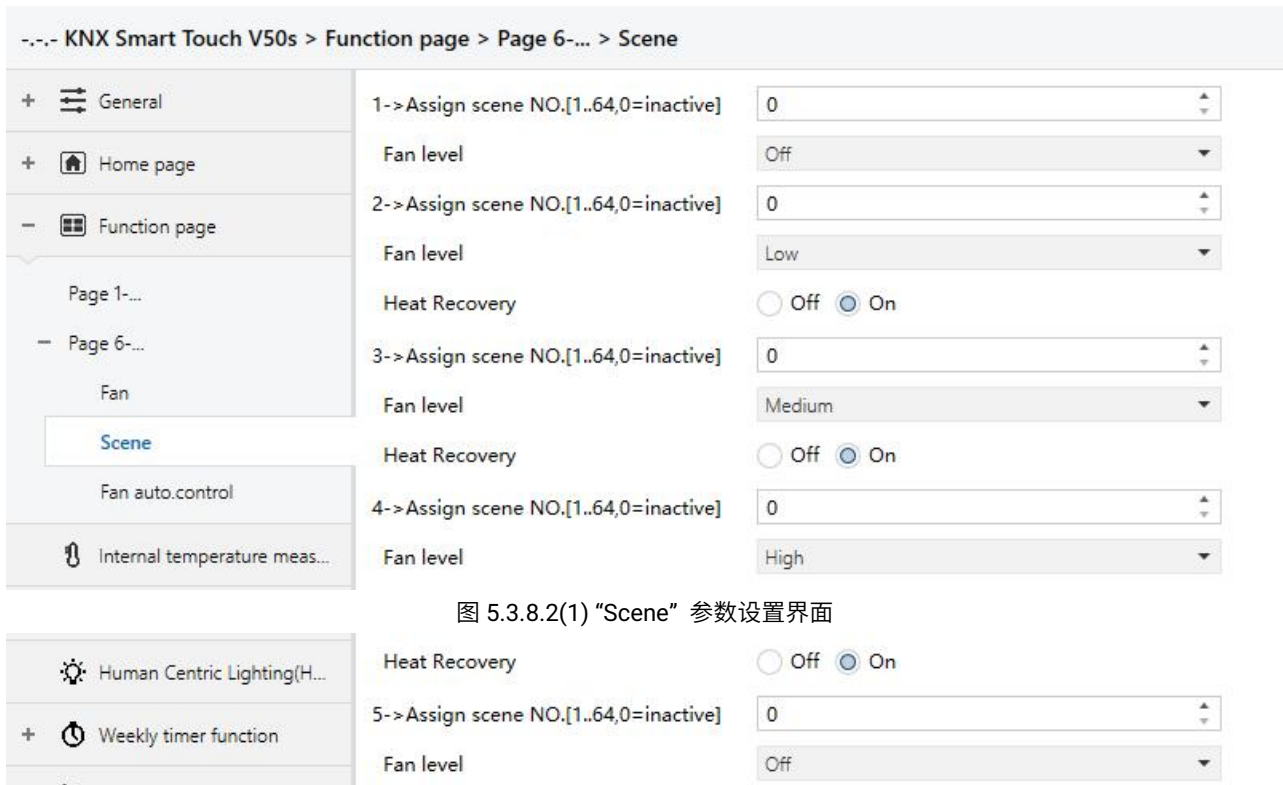 -.-.- KNX Smart Touch V50s > Function page > Page 6-... > Scene
+ General
1->Assign scene NO.[1..64,0=inactive] 0
Fan level Off
+ Home page
2->Assign scene NO.[1..64,0=inactive] 0
− Function page
Fan level Low
Page 1-...
Heat Recovery Off On
− Page 6-...
3->Assign scene NO.[1..64,0=inactive] 0
Fan
Fan level Medium
Scene
Heat Recovery Off On
Fan auto.control
4->Assign scene NO.[1..64,0=inactive] 0
Internal temperature meas...
Fan level High
图 5.3.8.2(1) “Scene” 参数设置界面
Human Centric Lighting(H...
Heat Recovery Off On
+ Weekly timer function
5->Assign scene NO.[1..64,0=inactive] 0
Fan level Off